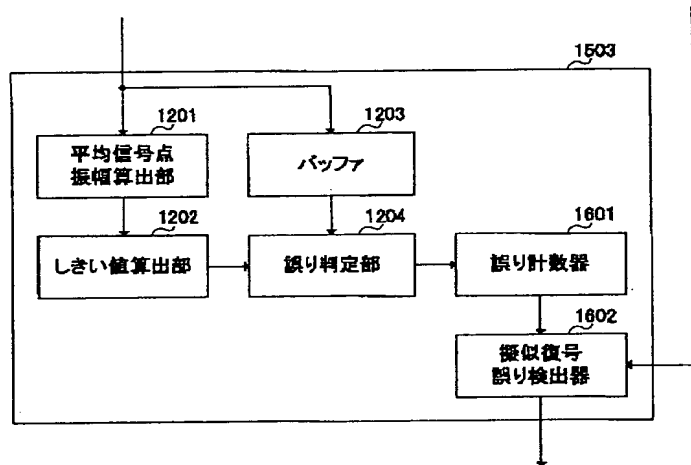 1503
1201
平均信号点
振幅算出部
1203
バッファ
1202
しきい値算出部
1204
誤り判定部
1601
誤り計数器
1602
擬似復号
誤り検出器